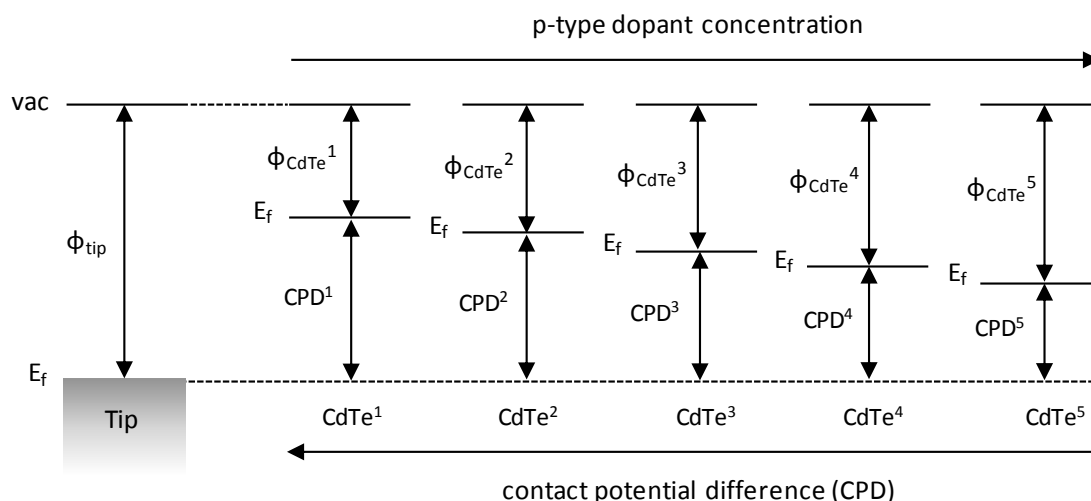 p-type dopant concentration
vac
ϕCdTe¹
ϕCdTe²
ϕCdTe³
ϕCdTe⁴
ϕCdTe⁵
Ef
Ef
Ef
Ef
Ef
ϕtip
CPD¹
CPD²
CPD³
CPD⁴
CPD⁵
Ef
Tip
CdTe¹
CdTe²
CdTe³
CdTe⁴
CdTe⁵
contact potential difference (CPD)